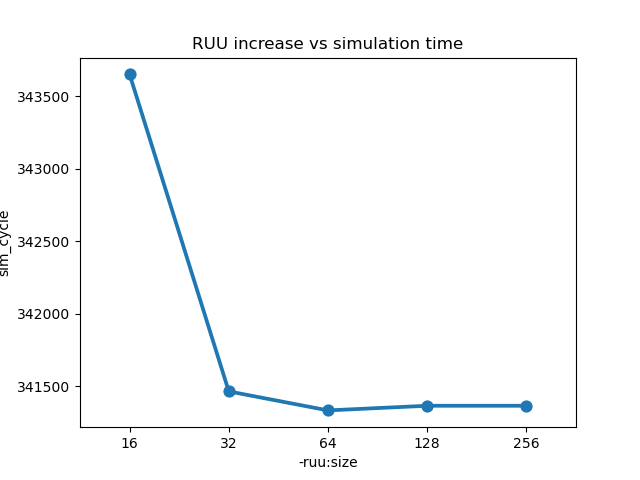 RUU increase vs simulation time
343500
343000
342500
342000
341500
sim_cycle
16 32 64 128 256
-ruu:size